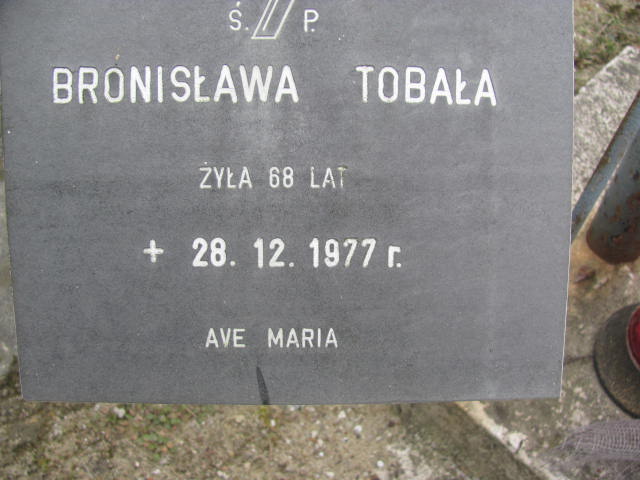 Ś. P.
BRONISŁAWA TOBAŁA
ŻYŁA 68 LAT
+ 28. 12. 1977 r.
AVE MARIA